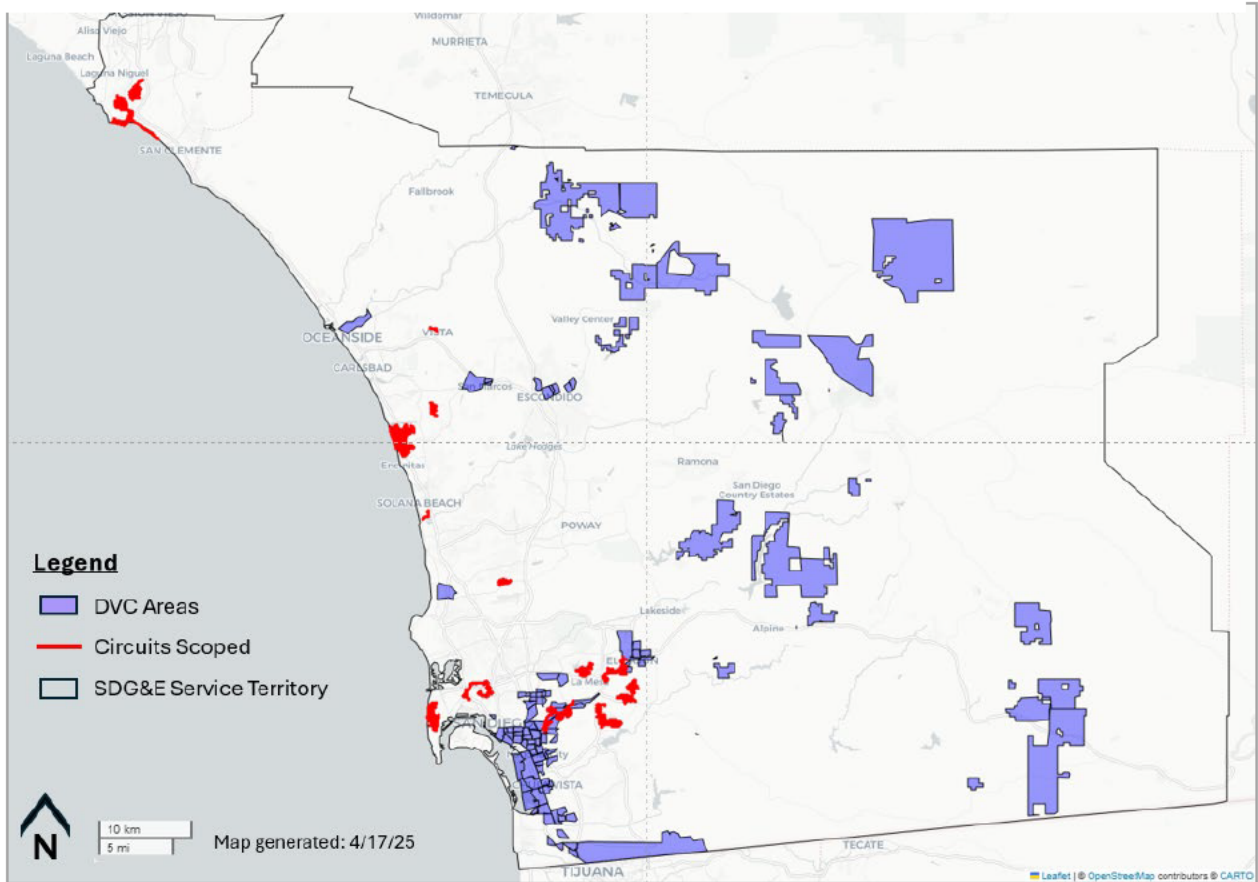 Alisa Viejo
Wildomar
MURRIETA
Laguna Beach
Laguna Niguel
TEMECULA
SAN CLEMENTE
Fallbrook
Valley Center
OCEANSIDE
VISTA
CARLSBAD
San Marcos
ESCONDIDO
Lake Hodges
Encinitas
Ramona
San Diego
Country Estates
SOLANA BEACH
POWAY
Legend
DVC Areas
Circuits Scoped
SDG&E Service Territory
Lakeside
Alpine
La Mesa
SAN DIEGO
10 km
5 mi
N
Map generated: 4/17/25
TECATE
TIJUANA
Leaflet | © OpenStreetMap contributors © CARTO